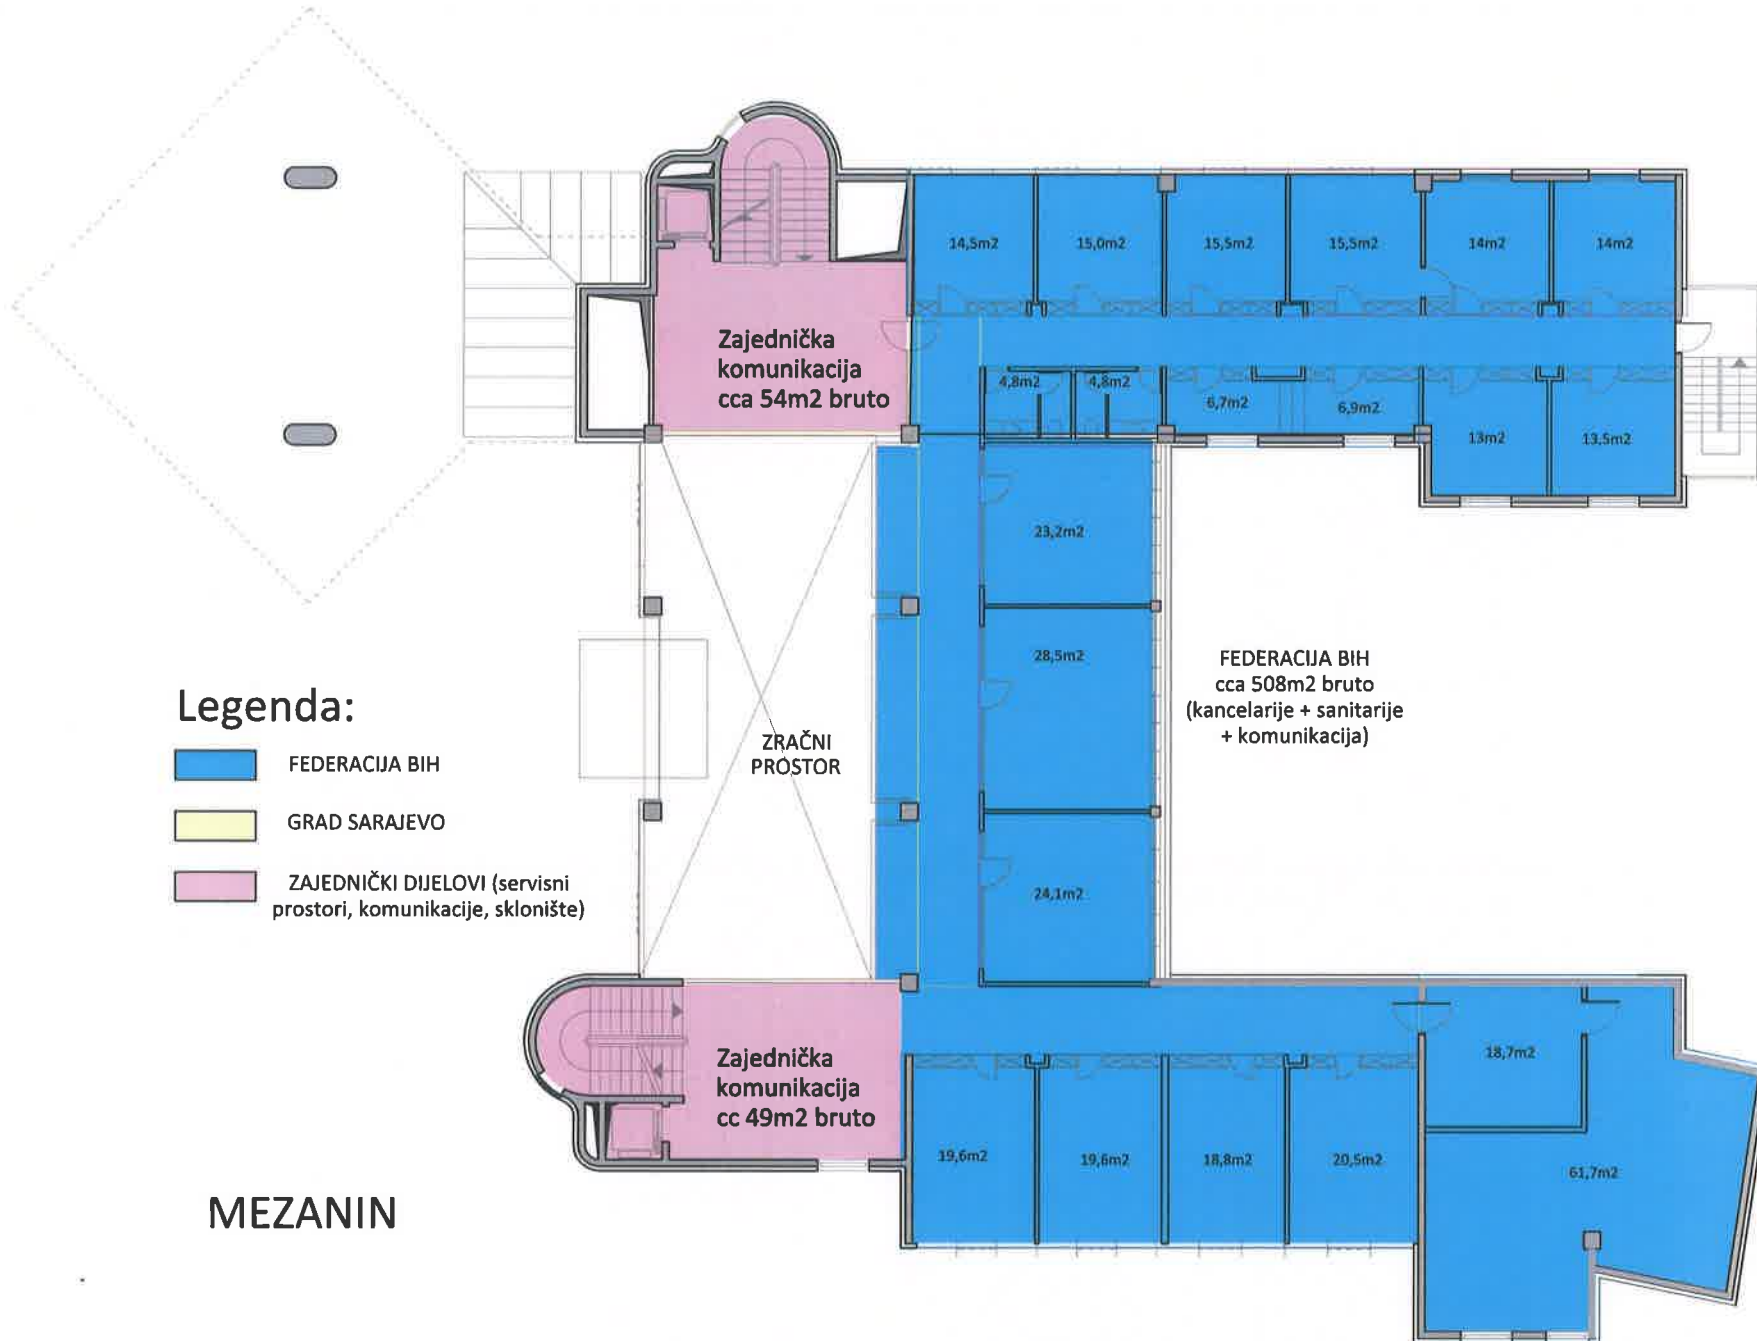 14,5m2
15,0m2
15,5m2
15,5m2
14m2
14m2
Zajednička
komunikacija
cca 54m2 bruto
4,8m2
4,8m2
6,7m2
6,9m2
13m2
13,5m2
23,2m2
28,5m2
24,1m2
FEDERACIJA BIH
cca 508m2 bruto
(kancelarije + sanitarije
+ komunikacija)
ZRAČNI
PROSTOR
Legenda:
FEDERACIJA BIH
GRAD SARAJEVO
ZAJEDNIČKI DIJELOVI (servisni
prostori, komunikacije, sklonište)
Zajednička
komunikacija
cc 49m2 bruto
18,7m2
19,6m2
19,6m2
18,8m2
20,5m2
61,7m2
MEZANIN